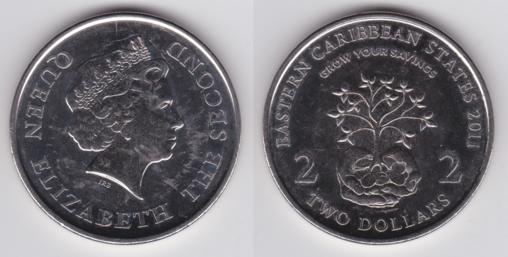 QUEEN ELIZABETH THE SECOND
IRB
EASTERN CARIBBEAN STATES 2011
GROW YOUR SAVINGS
2 2
TWO DOLLARS